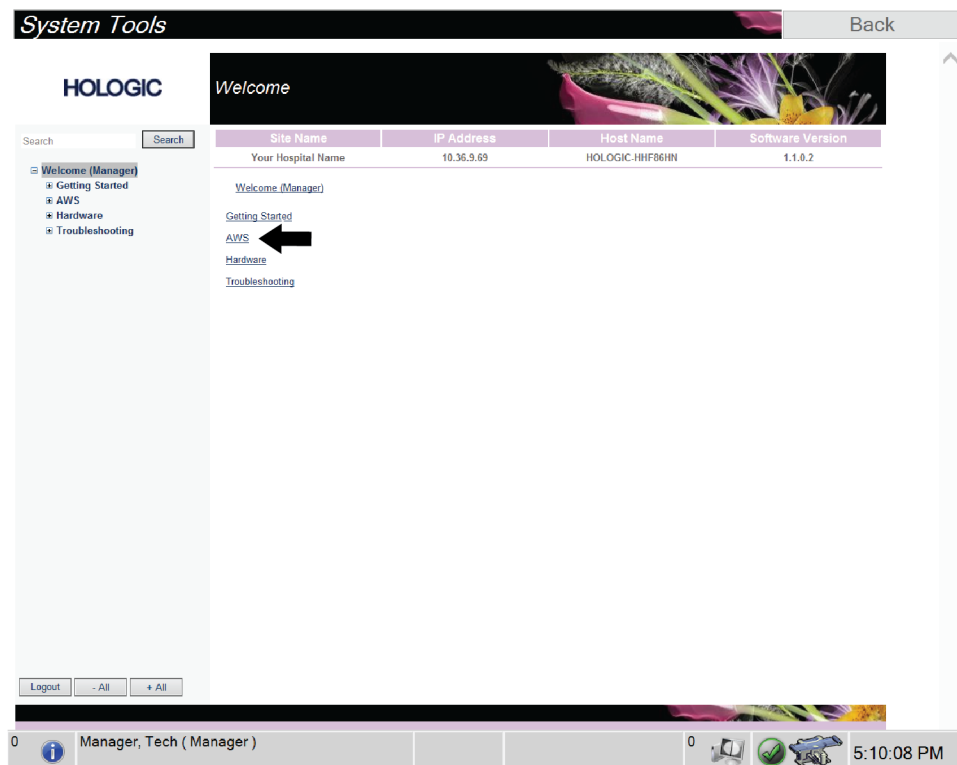 System Tools
Back
HOLOGIC
Welcome
Search
Search
Welcome (Manager)
Getting Started
AWS
Hardware
Troubleshooting
Site Name IP Address Host Name Software Version
Your Hospital Name 10.36.9.69 HOLOGIC-HHF86HN 1.1.0.2
Welcome (Manager)
Getting Started
AWS
Hardware
Troubleshooting
Logout - All + All
0 Manager, Tech ( Manager ) 0 5:10:08 PM